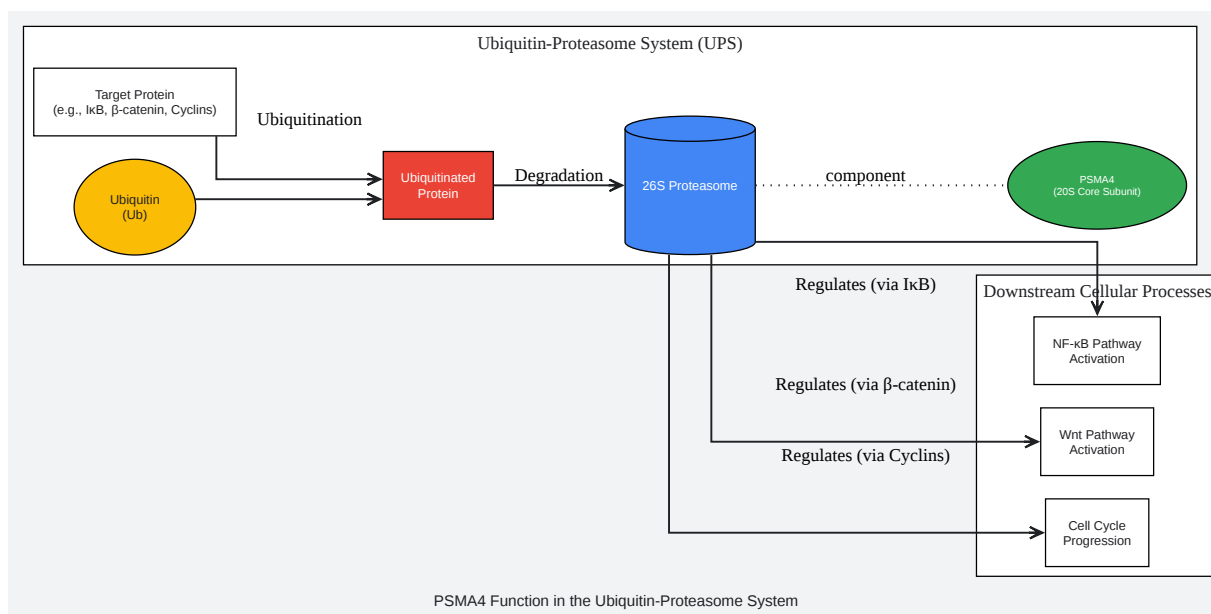 Ubiquitin-Proteasome System (UPS)
Target Protein
(e.g., IκB, β-catenin, Cyclins)
Ubiquitination
Ubiquitin
(Ub)
Ubiquitinated
Protein
Degradation
26S Proteasome
component
PSMA4
(20S Core Subunit)
Regulates (via IκB)
Downstream Cellular Processes
NF-κB Pathway
Activation
Regulates (via β-catenin)
Wnt Pathway
Activation
Regulates (via Cyclins)
Cell Cycle
Progression
PSMA4 Function in the Ubiquitin-Proteasome System